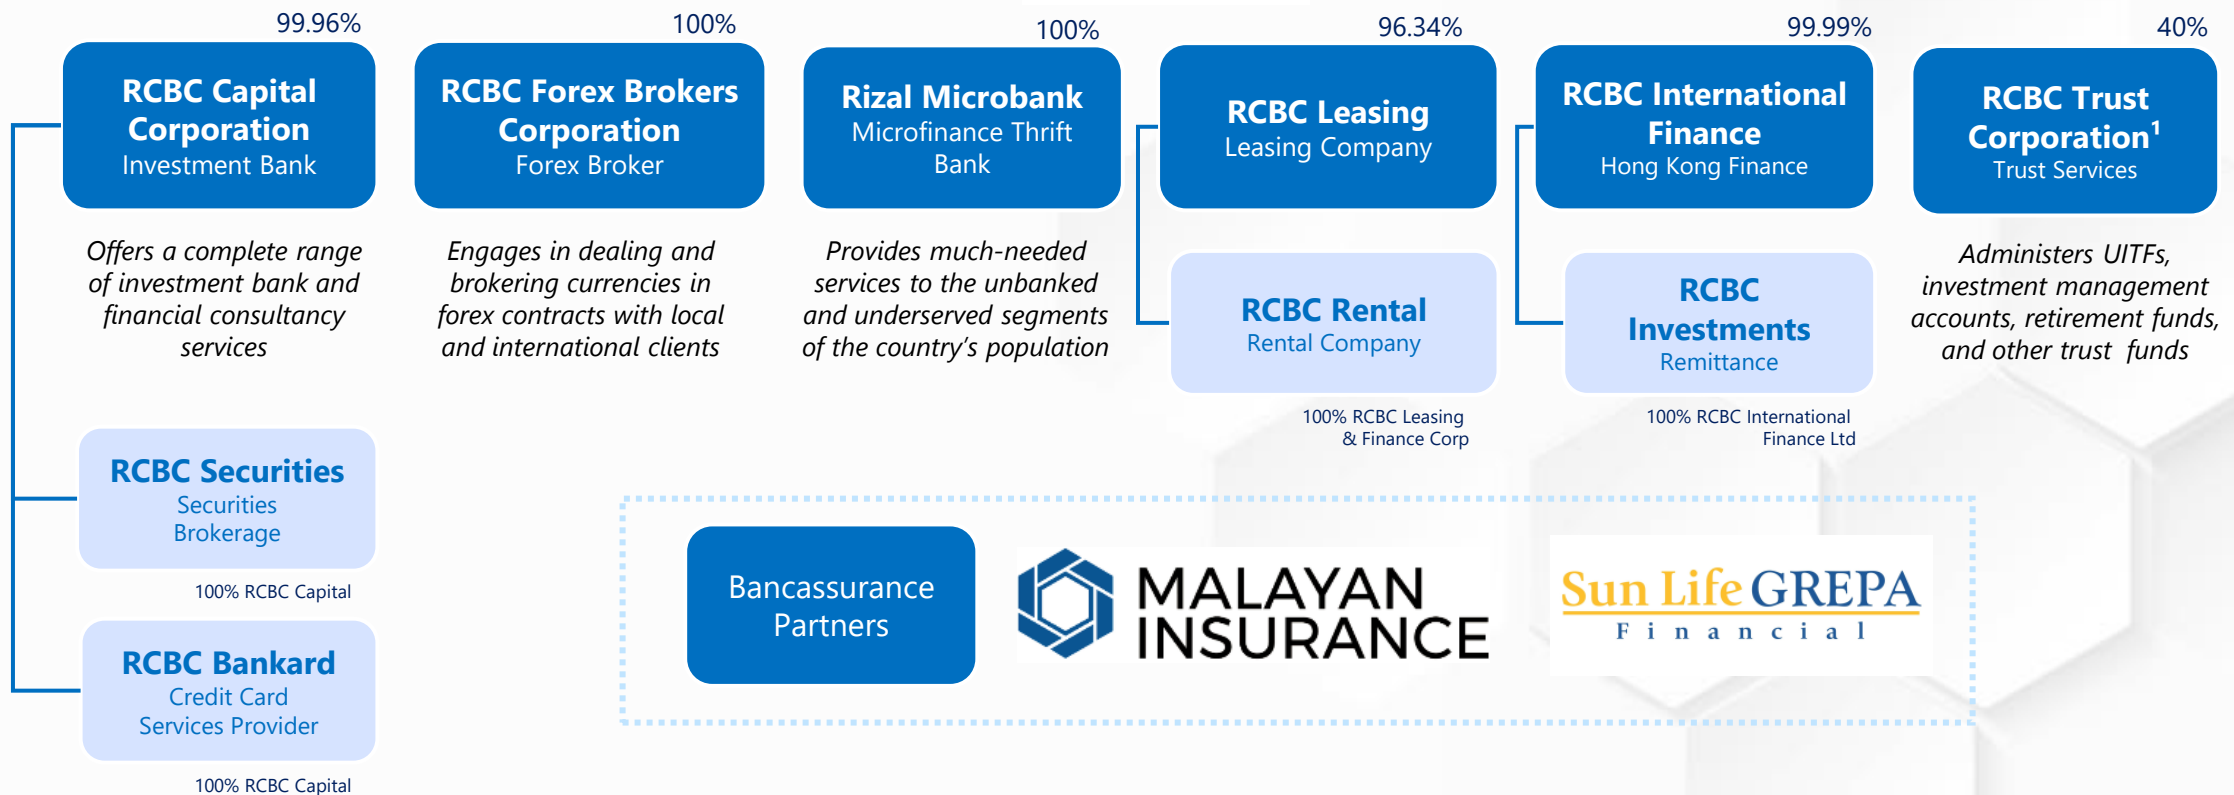 99.96%
RCBC Capital
Corporation
Investment Bank
Offers a complete range
of investment bank and
financial consultancy
services
RCBC Securities
Securities
Brokerage
100% RCBC Capital
RCBC Bankard
Credit Card
Services Provider
100% RCBC Capital
100%
RCBC Forex Brokers
Corporation
Forex Broker
Engages in dealing and
brokering currencies in
forex contracts with local
and international clients
100%
Rizal Microbank
Microfinance Thrift
Bank
Provides much-needed
services to the unbanked
and underserved segments
of the country’s population
96.34%
RCBC Leasing
Leasing Company
RCBC Rental
Rental Company
100% RCBC Leasing
& Finance Corp
99.99%
RCBC International
Finance
Hong Kong Finance
RCBC
Investments
Remittance
100% RCBC International
Finance Ltd
40%
RCBC Trust
Corporation¹
Trust Services
Administers UITFs,
investment management
accounts, retirement funds,
and other trust funds
Bancassurance
Partners
MALAYAN
INSURANCE
Sun Life GREPA
Financial